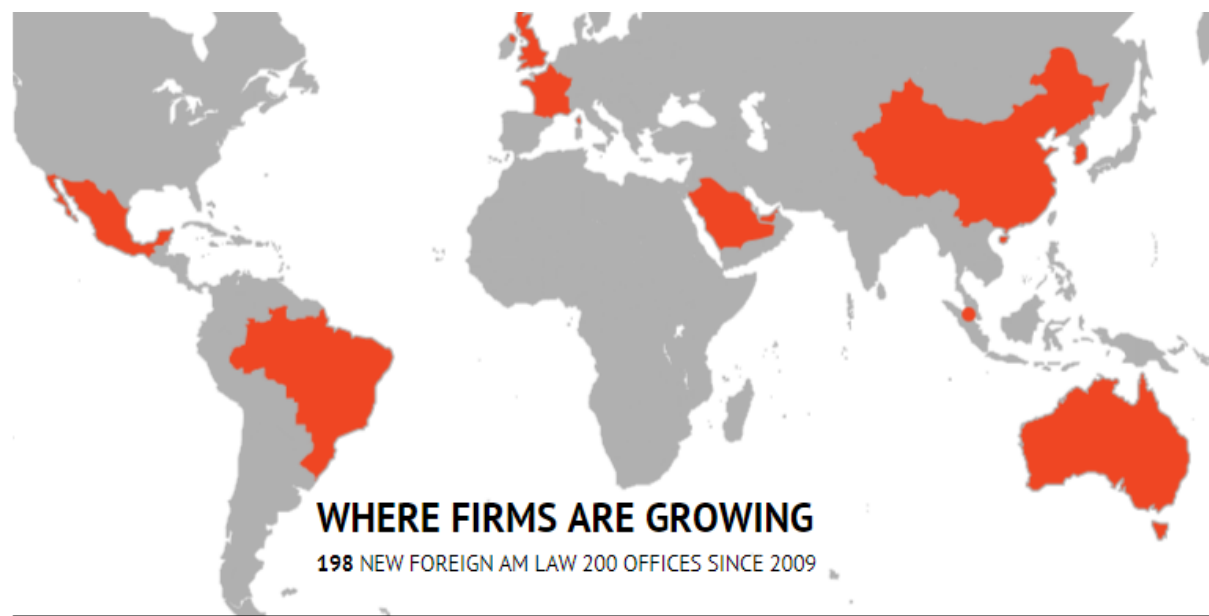 WHERE FIRMS ARE GROWING
198 NEW FOREIGN AM LAW 200 OFFICES SINCE 2009